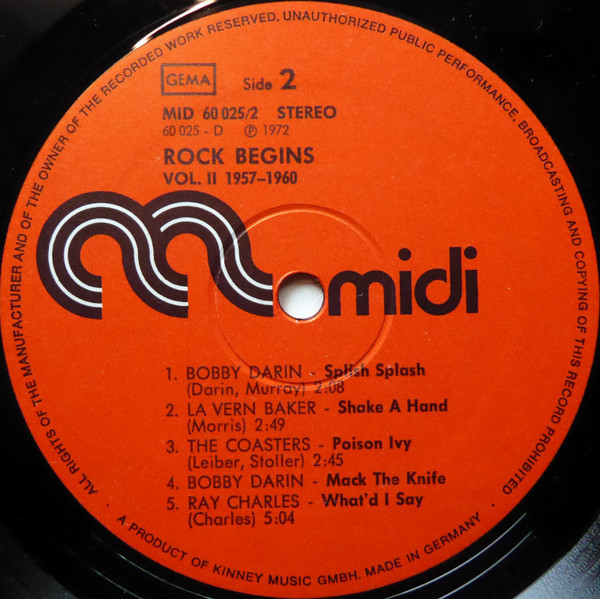 ALL RIGHTS OF THE MANUFACTURER AND OF THE OWNER OF THE RECORDED WORK RESERVED. UNAUTHORIZED PUBLIC PERFORMANCE, BROADCASTING AND COPYING OF THIS RECORD PROHIBITED
GEMA Side 2
MiD 60 025/2 STEREO
60 025 - D ℗ 1972
ROCK BEGINS
VOL. II 1957–1960
midi
1. BOBBY DARIN - Splish Splash
(Darin, Murray) 2:08
2. LA VERN BAKER - Shake A Hand
(Morris) 2:49
3. THE COASTERS - Poison Ivy
(Leiber, Stoller) 2:45
4. BOBBY DARIN - Mack The Knife
5. RAY CHARLES - What'd I Say
(Charles) 5:04
· A PRODUCT OF KINNEY MUSIC GMBH. MADE IN GERMANY ·